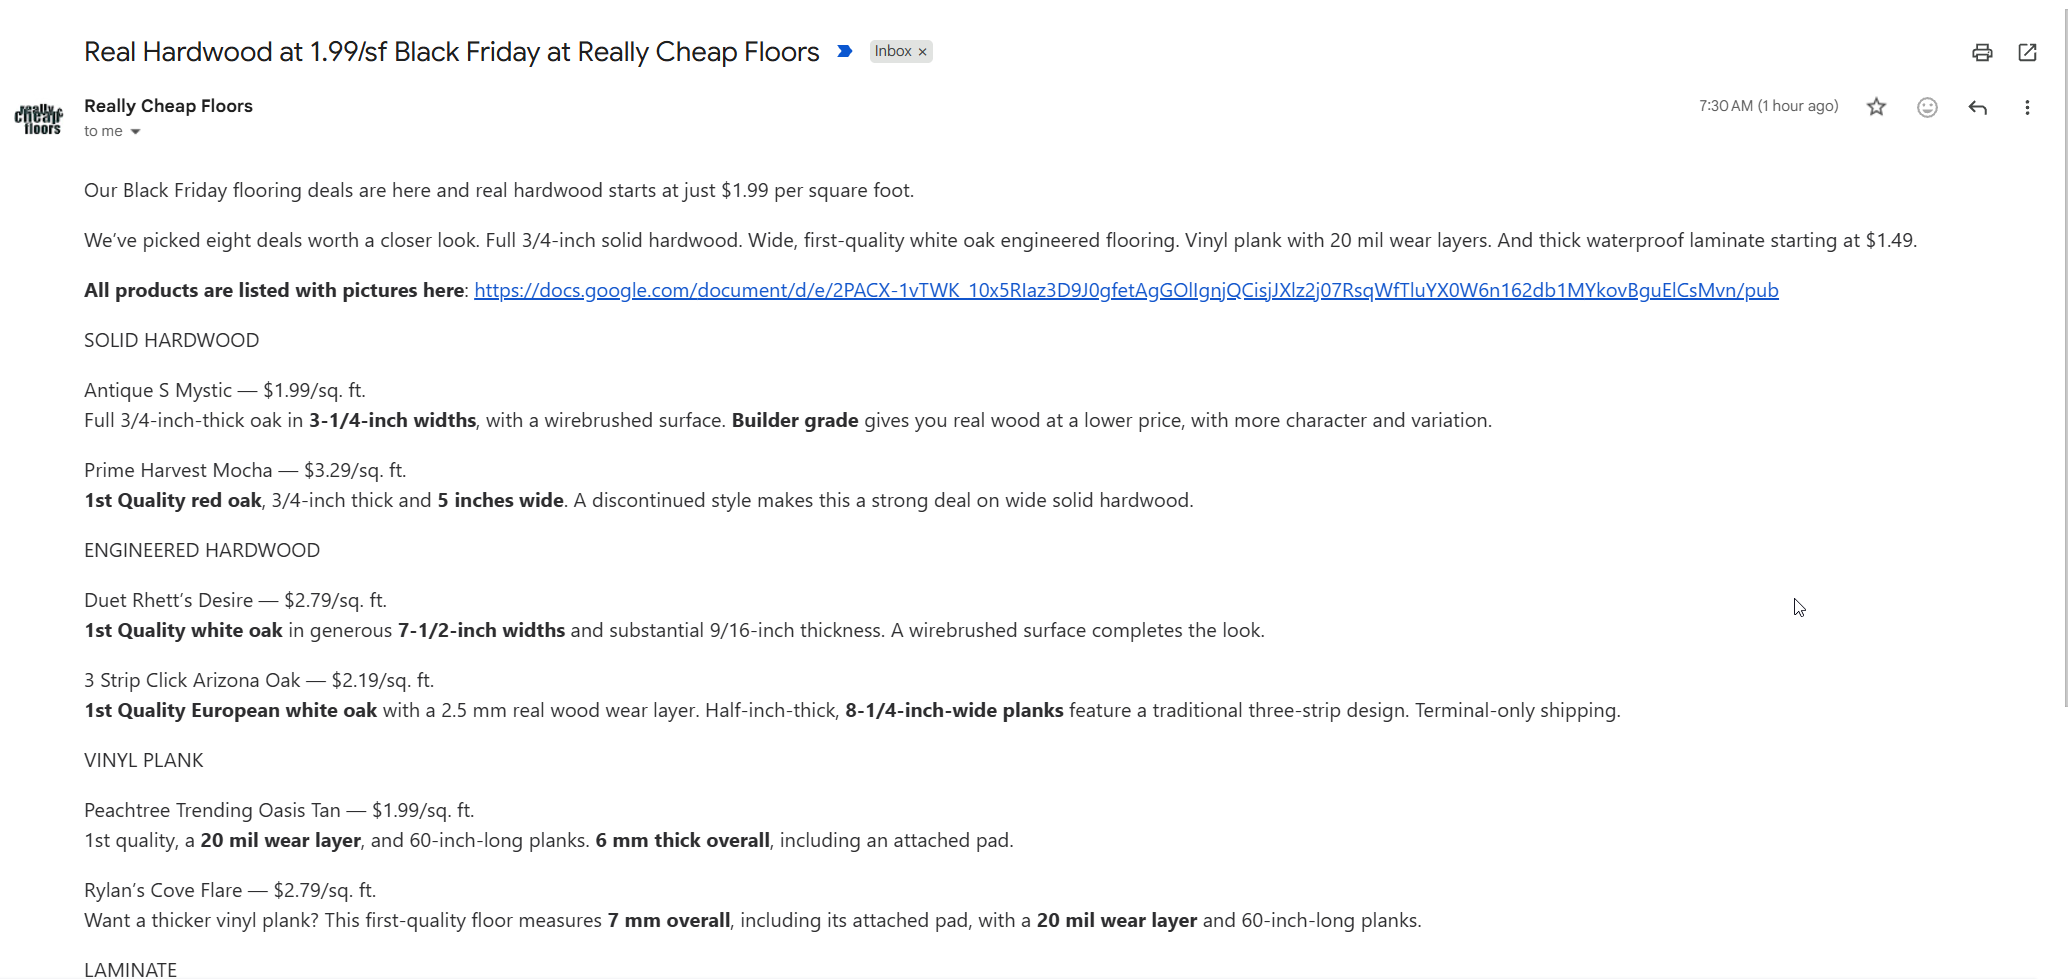 Real Hardwood at 1.99/sf Black Friday at Really Cheap Floors
Inbox ×
really cheap floors
Really Cheap Floors
7:30 AM (1 hour ago)
to me
Our Black Friday flooring deals are here and real hardwood starts at just $1.99 per square foot.
We’ve picked eight deals worth a closer look. Full 3/4-inch solid hardwood. Wide, first-quality white oak engineered flooring. Vinyl plank with 20 mil wear layers. And thick waterproof laminate starting at $1.49.
All products are listed with pictures here: https://docs.google.com/document/d/e/2PACX-1vTWK_10x5RIaz3D9J0gfetAgGOlIgnjQCisjJXlz2j07RsqWfTluYX0W6n162db1MYkovBguElCsMvn/pub
SOLID HARDWOOD
Antique S Mystic — $1.99/sq. ft.
Full 3/4-inch-thick oak in 3-1/4-inch widths, with a wirebrushed surface. Builder grade gives you real wood at a lower price, with more character and variation.
Prime Harvest Mocha — $3.29/sq. ft.
1st Quality red oak, 3/4-inch thick and 5 inches wide. A discontinued style makes this a strong deal on wide solid hardwood.
ENGINEERED HARDWOOD
Duet Rhett’s Desire — $2.79/sq. ft.
1st Quality white oak in generous 7-1/2-inch widths and substantial 9/16-inch thickness. A wirebrushed surface completes the look.
3 Strip Click Arizona Oak — $2.19/sq. ft.
1st Quality European white oak with a 2.5 mm real wood wear layer. Half-inch-thick, 8-1/4-inch-wide planks feature a traditional three-strip design. Terminal-only shipping.
VINYL PLANK
Peachtree Trending Oasis Tan — $1.99/sq. ft.
1st quality, a 20 mil wear layer, and 60-inch-long planks. 6 mm thick overall, including an attached pad.
Rylan’s Cove Flare — $2.79/sq. ft.
Want a thicker vinyl plank? This first-quality floor measures 7 mm overall, including its attached pad, with a 20 mil wear layer and 60-inch-long planks.
LAMINATE